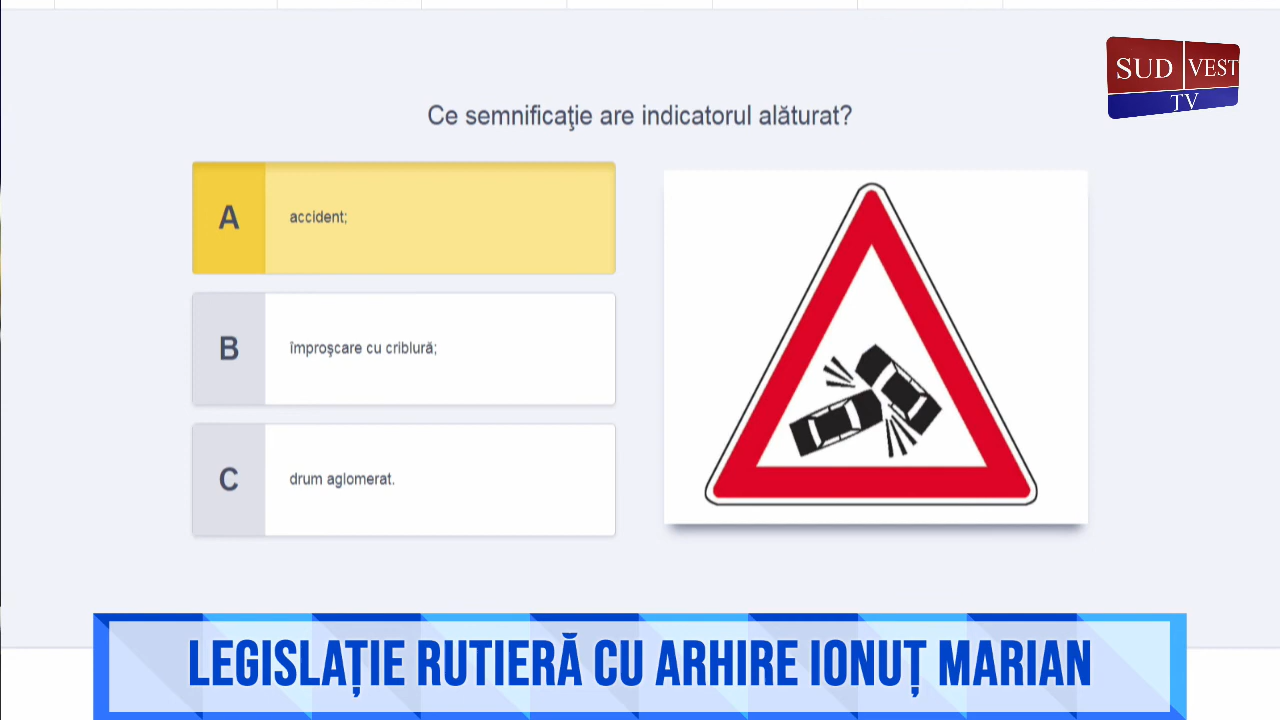 SUD VEST
TV
Ce semnificaţie are indicatorul alăturat?
A
accident;
B
împroşcare cu criblură;
C
drum aglomerat.
LEGISLAȚIE RUTIERĂ CU ARHIRE IONUȚ MARIAN